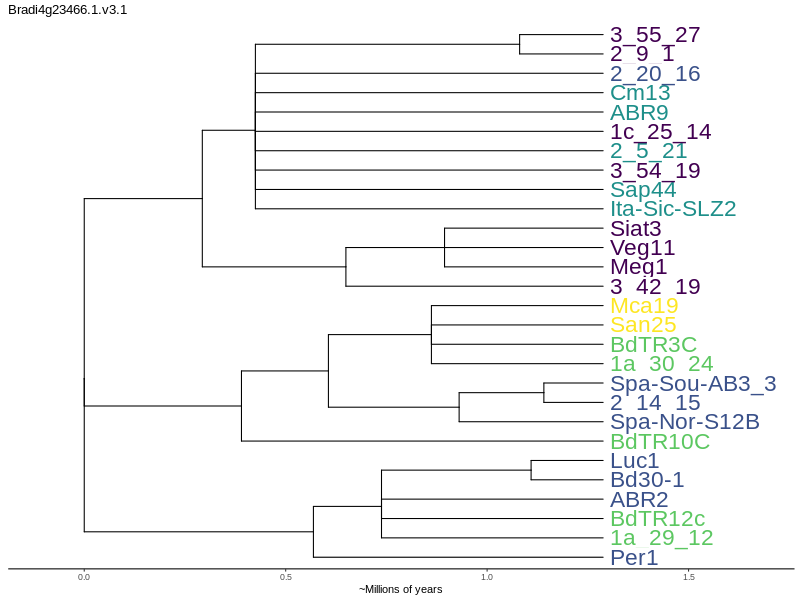 Bradi4g23466.1.v3.1
3_55_27
2_9_1
2_20_16
Cm13
ABR9
1c_25_14
2_5_21
3_54_19
Sap44
Ita-Sic-SLZ2
Siat3
Veg11
Meg1
3_42_19
Mca19
San25
BdTR3C
1a_30_24
Spa-Sou-AB3_3
2_14_15
Spa-Nor-S12B
BdTR10C
Luc1
Bd30-1
ABR2
BdTR12c
1a_29_12
Per1
0.0 0.5 1.0 1.5
~Millions of years